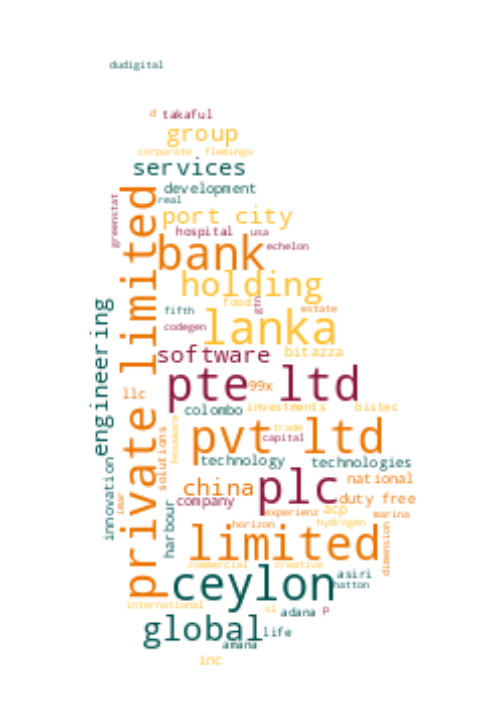 dudigital
d takaful
group
corporate flemingo
services
development
real
greenstat
port city
hospital usa
echelon
bank
private limited
holding
food
gtn
estate
fifth
lanka
codegen
engineering
software
bitazza
pte ltd
99x
llc
colombo
investments
bistec
hexaware
pvt ltd
trade
capital
solutions
technology
technologies
innovation
china
plc
national
imar
company
duty free
harbour
experienz
acp
marina
horizon
hydrogen
limited
dimension
commercial
creative
ceylon
asiri
hatton
international
sl
adana
p
global
life
amana
inc